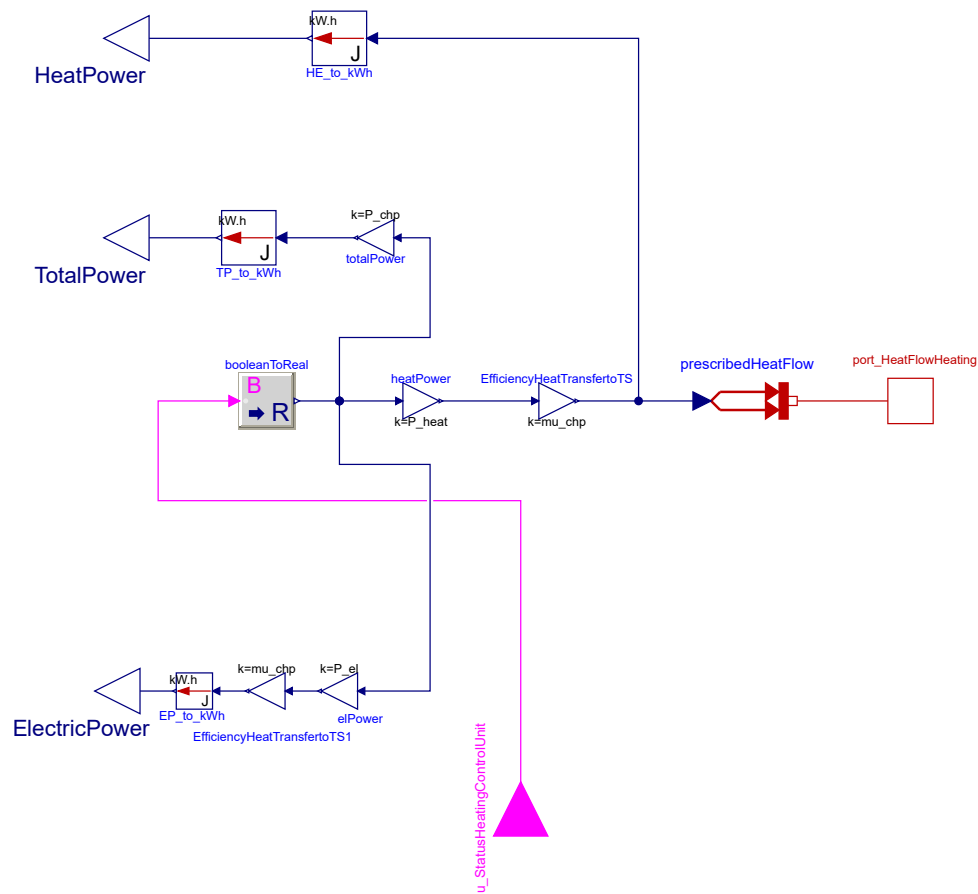 kW.h
J
HE_to_kWh
HeatPower
kW.h
J
TP_to_kWh
k=P_chp
totalPower
TotalPower
booleanToReal
B
R
heatPower
k=P_heat
EfficiencyHeatTransfertoTS
k=mu_chp
prescribedHeatFlow
port_HeatFlowHeating
kW.h
J
EP_to_kWh
k=mu_chp
EfficiencyHeatTransfertoTS1
k=P_el
elPower
ElectricPower
u_StatusHeatingControlUnit